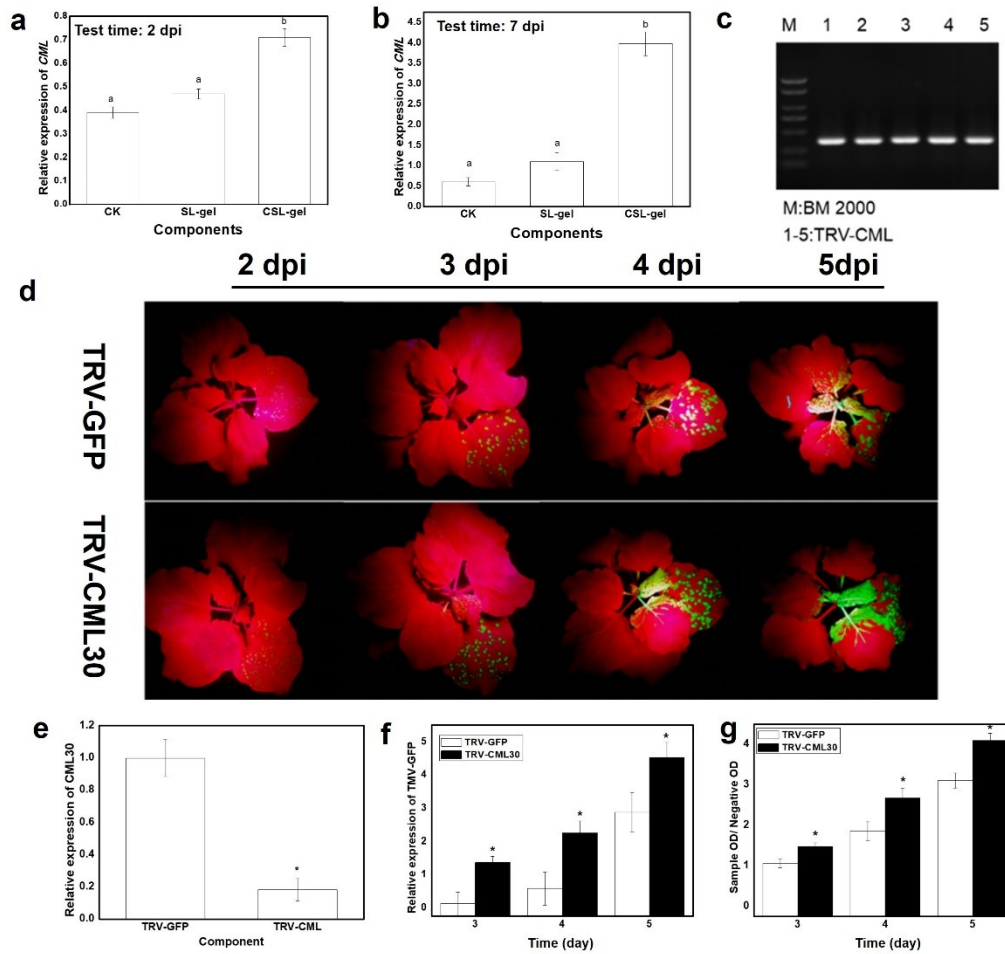 a
Test time: 2 dpi
Relative expression of CML
0.8
0.7
0.6
0.5
0.4
0.3
0.2
0.1
0.0
a
a
b
CK
SL-gel
CSL-gel
Components
b
Test time: 7 dpi
Relative expression of CML
4.5
4.0
3.5
3.0
2.5
2.0
1.5
1.0
0.5
0.0
a
a
b
CK
SL-gel
CSL-gel
Components
c
M 1 2 3 4 5
M:BM 2000
1-5:TRV-CML
d
2 dpi 3 dpi 4 dpi 5dpi
TRV-GFP
TRV-CML30
e
Relative expression of CML30
1.2
1.0
0.8
0.6
0.4
0.2
0.0
*
TRV-GFP
TRV-CML
Component
f
TRV-GFP
TRV-CML30
Relative expression of TMV-GFP
5
4
3
2
1
0
*
*
*
3
4
5
Time (day)
g
TRV-GFP
TRV-CML30
Sample OD/ Negative OD
4
3
2
1
0
*
*
*
3
4
5
Time (day)